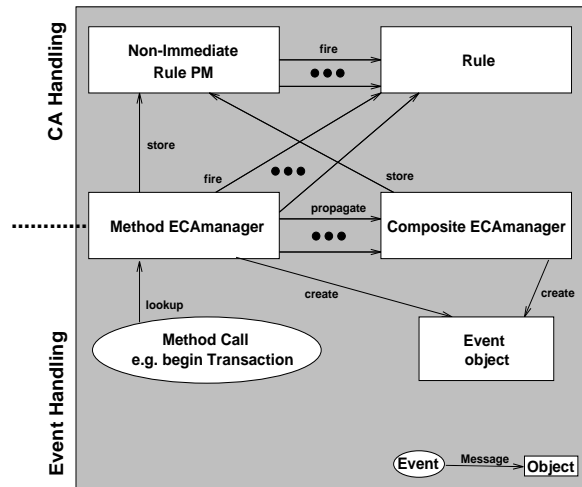 CA Handling
Non-Immediate
Rule PM
fire
Rule
store
fire
store
Method ECAmanager
propagate
Composite ECAmanager
lookup
create
create
Method Call
e.g. begin Transaction
Event
object
Event Handling
Event
Message
Object